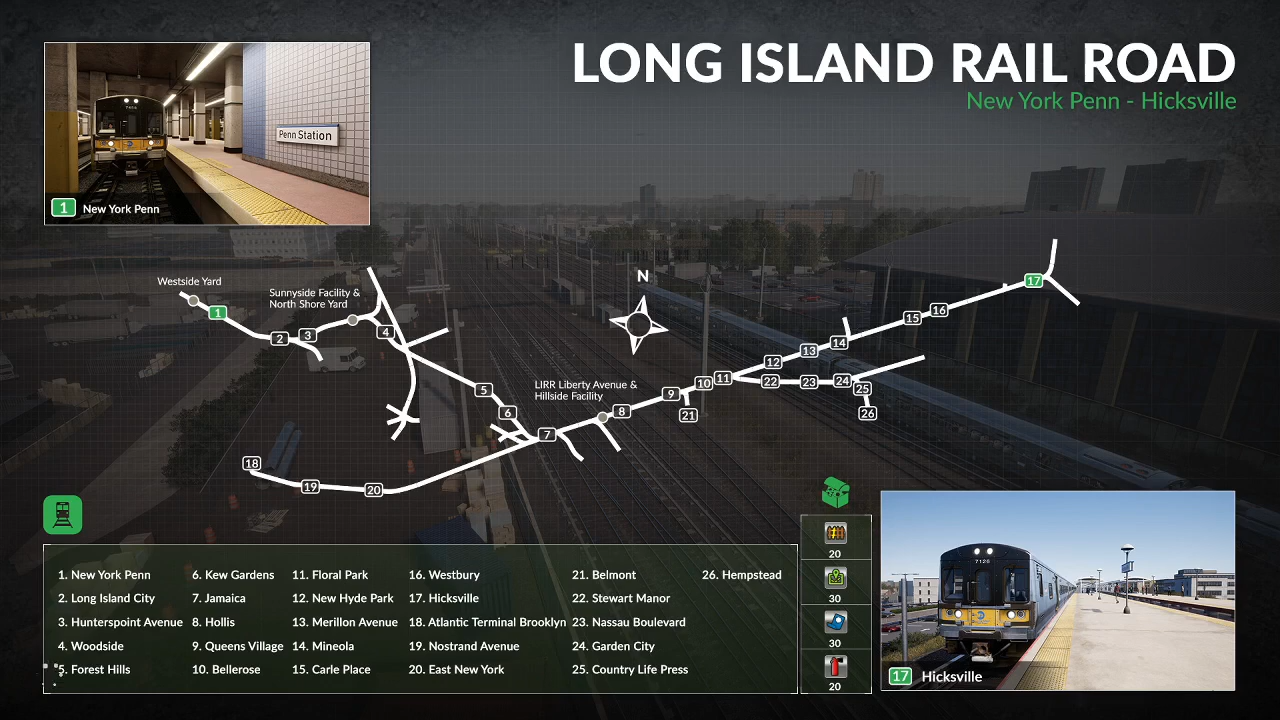 LONG ISLAND RAIL ROAD
New York Penn - Hicksville
7426
Penn Station
1 New York Penn
N
Westside Yard
Sunnyside Facility &
North Shore Yard
LIRR Liberty Avenue &
Hillside Facility
1
2
3
4
5
6
7
8
9
10
11
12
13
14
15
16
17
18
19
20
21
22
23
24
25
26
1. New York Penn
2. Long Island City
3. Hunterspoint Avenue
4. Woodside
5. Forest Hills
6. Kew Gardens
7. Jamaica
8. Hollis
9. Queens Village
10. Bellerose
11. Floral Park
12. New Hyde Park
13. Merillon Avenue
14. Mineola
15. Carle Place
16. Westbury
17. Hicksville
18. Atlantic Terminal Brooklyn
19. Nostrand Avenue
20. East New York
21. Belmont
22. Stewart Manor
23. Nassau Boulevard
24. Garden City
25. Country Life Press
26. Hempstead
20
30
30
20
7126
17 Hicksville